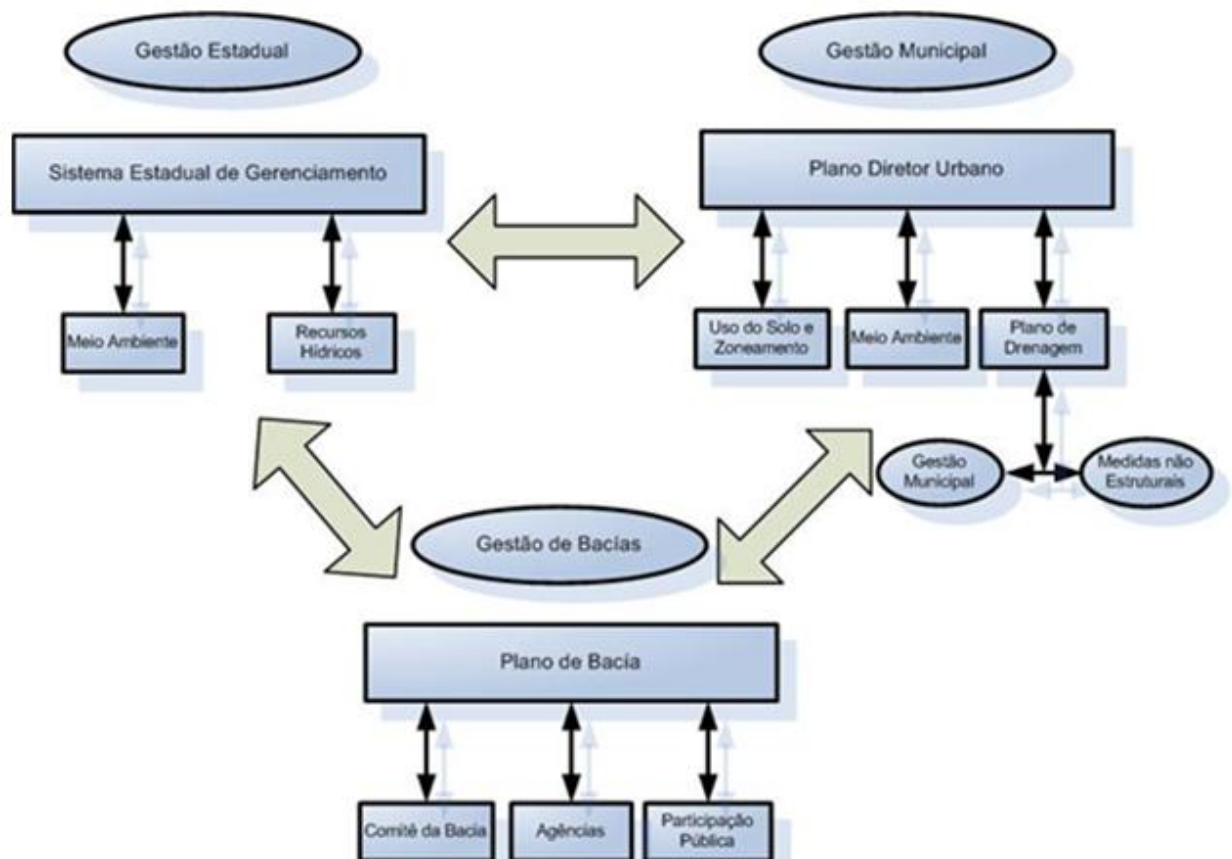 Gestão Estadual
Gestão Municipal
Sistema Estadual de Gerenciamento
Plano Diretor Urbano
Meio Ambiente
Recursos
Hídricos
Uso do Solo e
Zoneamento
Meio Ambiente
Plano de
Drenagem
Gestão
Municipal
Medidas não
Estruturais
Gestão de Bacías
Plano de Bacía
Comitê da Bacia
Agências
Participação
Pública